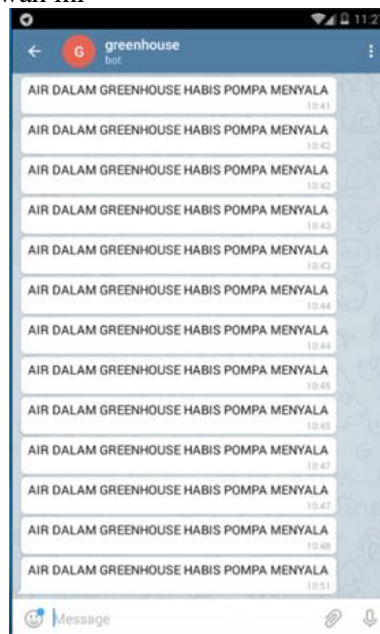 11:27
G
greenhouse
bot
AIR DALAM GREENHOUSE HABIS POMPA MENYALA
10:41
AIR DALAM GREENHOUSE HABIS POMPA MENYALA
10:42
AIR DALAM GREENHOUSE HABIS POMPA MENYALA
10:42
AIR DALAM GREENHOUSE HABIS POMPA MENYALA
10:43
AIR DALAM GREENHOUSE HABIS POMPA MENYALA
10:43
AIR DALAM GREENHOUSE HABIS POMPA MENYALA
10:44
AIR DALAM GREENHOUSE HABIS POMPA MENYALA
10:44
AIR DALAM GREENHOUSE HABIS POMPA MENYALA
10:45
AIR DALAM GREENHOUSE HABIS POMPA MENYALA
10:45
AIR DALAM GREENHOUSE HABIS POMPA MENYALA
10:47
AIR DALAM GREENHOUSE HABIS POMPA MENYALA
10:47
AIR DALAM GREENHOUSE HABIS POMPA MENYALA
10:48
AIR DALAM GREENHOUSE HABIS POMPA MENYALA
10:51
Message